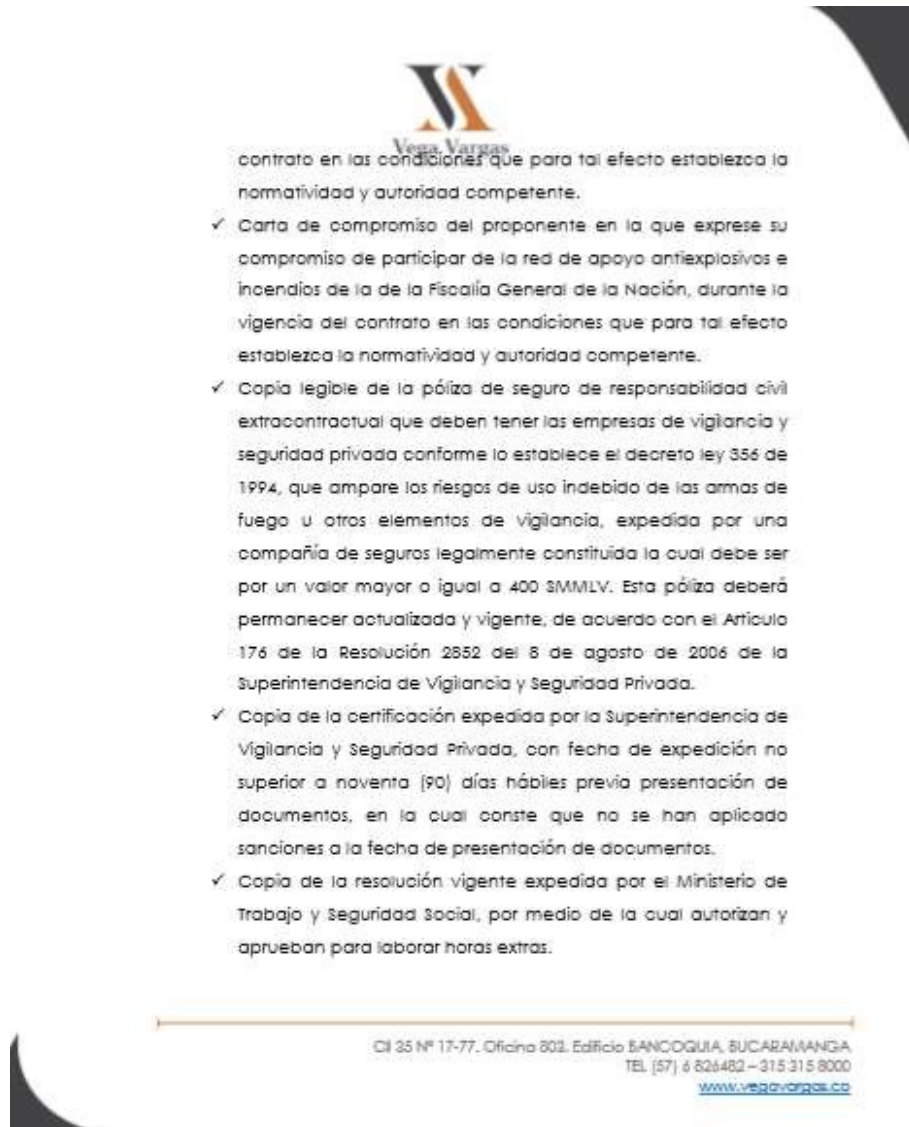 Vega Vargas
contrato en las condiciones que para tal efecto establezca la
normatividad y autoridad competente.
✓ Carta de compromiso del proponente en la que exprese su
compromiso de participar de la red de apoyo antiexplosivos e
incendios de la de la Fiscalía General de la Nación, durante la
vigencia del contrato en las condiciones que para tal efecto
establezca la normatividad y autoridad competente.
✓ Copia legible de la póliza de seguro de responsabilidad civil
extracontractual que deben tener las empresas de vigilancia y
seguridad privada conforme lo establece el decreto ley 356 de
1994, que ampare los riesgos de uso indebido de las armas de
fuego u otros elementos de vigilancia, expedida por una
compañía de seguros legalmente constituida la cual debe ser
por un valor mayor o igual a 400 SMMLV. Esta póliza deberá
permanecer actualizada y vigente, de acuerdo con el Articulo
176 de la Resolución 2852 del 8 de agosto de 2006 de la
Superintendencia de Vigilancia y Seguridad Privada.
✓ Copia de la certificación expedida por la Superintendencia de
Vigilancia y Seguridad Privada, con fecha de expedición no
superior a noventa (90) días hábiles previa presentación de
documentos, en la cual conste que no se han aplicado
sanciones a la fecha de presentación de documentos.
✓ Copia de la resolución vigente expedida por el Ministerio de
Trabajo y Seguridad Social, por medio de la cual autorizan y
aprueban para laborar horas extras.
Cll 35 Nº 17-77. Oficina 802. Edificio BANCOQUIA, BUCARAMANGA
TEL (57) 6 826482 – 315 315 8000
www.vegavargas.co